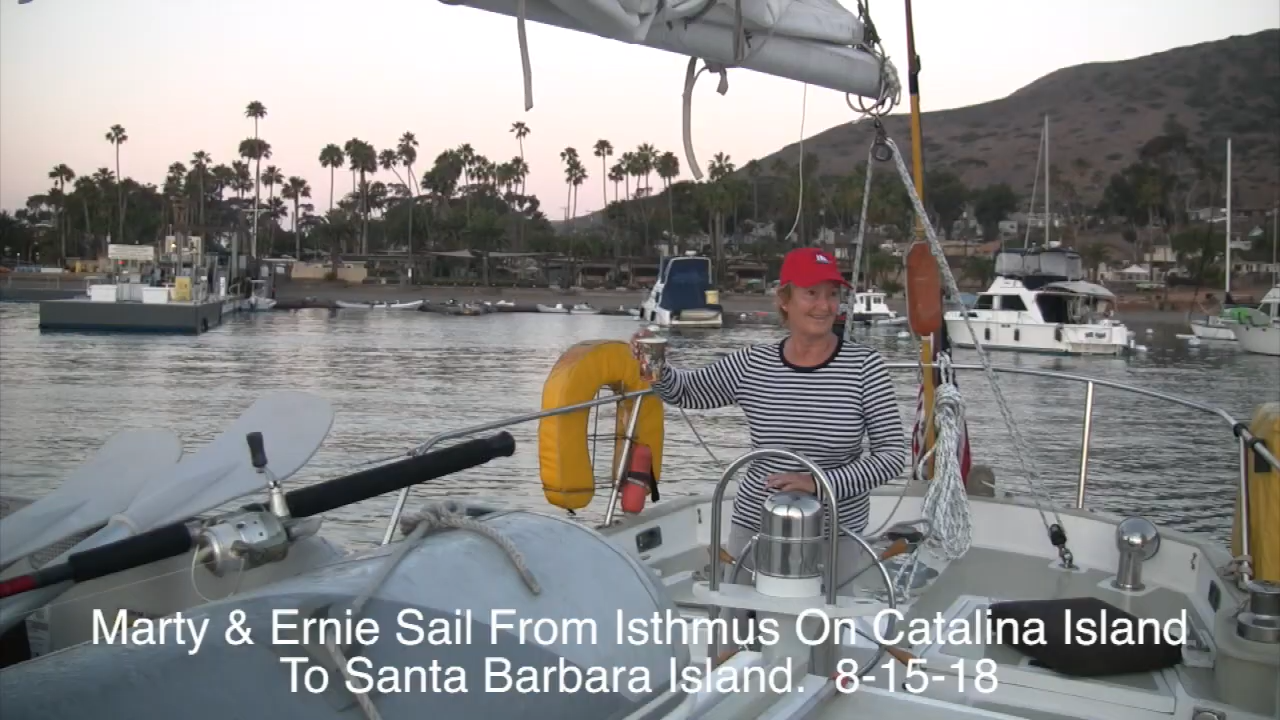 Marty & Ernie Sail From Isthmus On Catalina Island
To Santa Barbara Island.  8-15-18